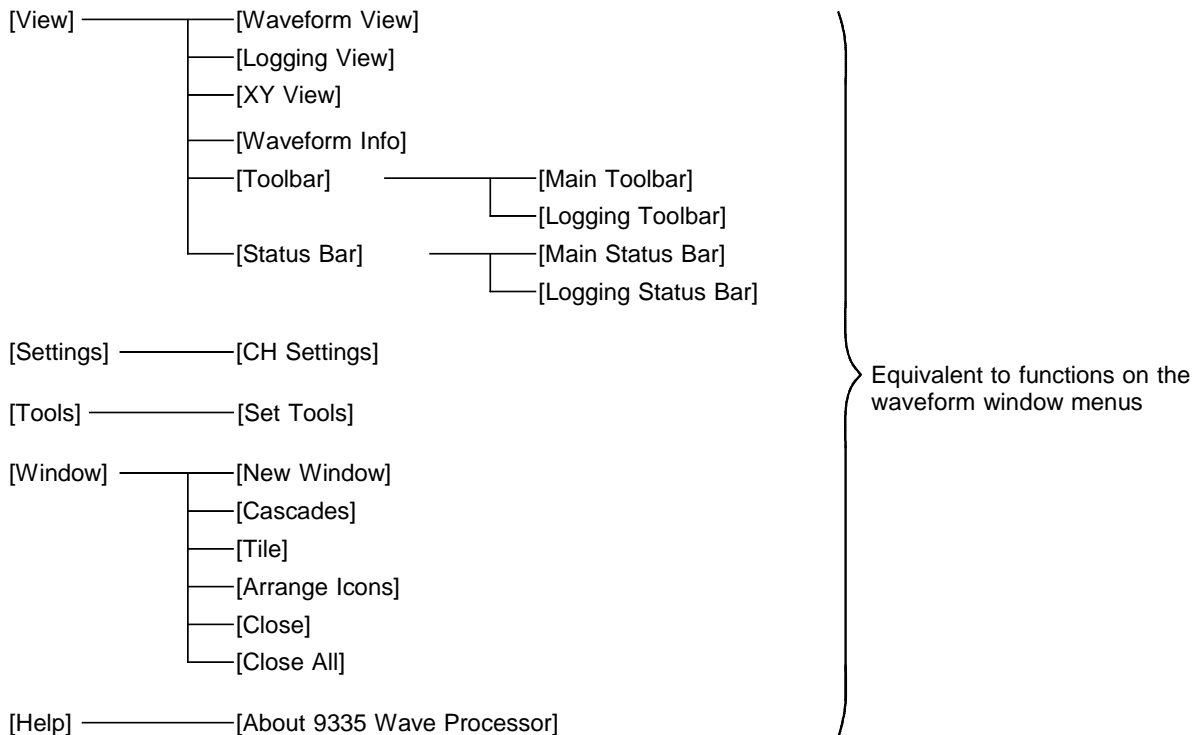 [View] [Waveform View]
[Logging View]
[XY View]
[Waveform Info]
[Toolbar] [Main Toolbar]
[Logging Toolbar]
[Status Bar] [Main Status Bar]
[Logging Status Bar]
[Settings] [CH Settings]
Equivalent to functions on the
waveform window menus
[Tools] [Set Tools]
[Window] [New Window]
[Cascades]
[Tile]
[Arrange Icons]
[Close]
[Close All]
[Help] [About 9335 Wave Processor]